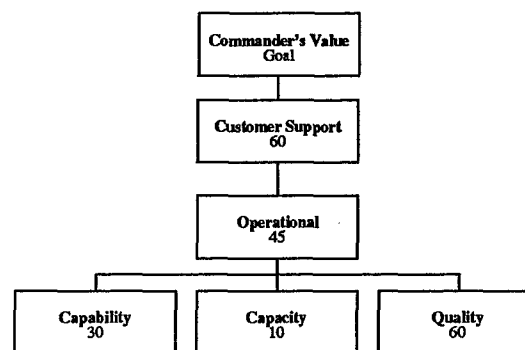 Commander's Value
Goal
Customer Support
60
Operational
45
Capability
30
Capacity
10
Quality
60